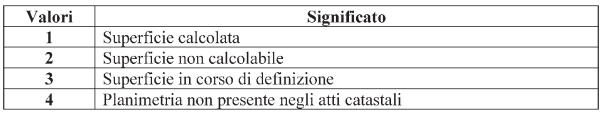 Valori Significato
1 Superficie calcolata
2 Superficie non calcolabile
3 Superficie in corso di definizione
4 Planimetria non presente negli atti catastali